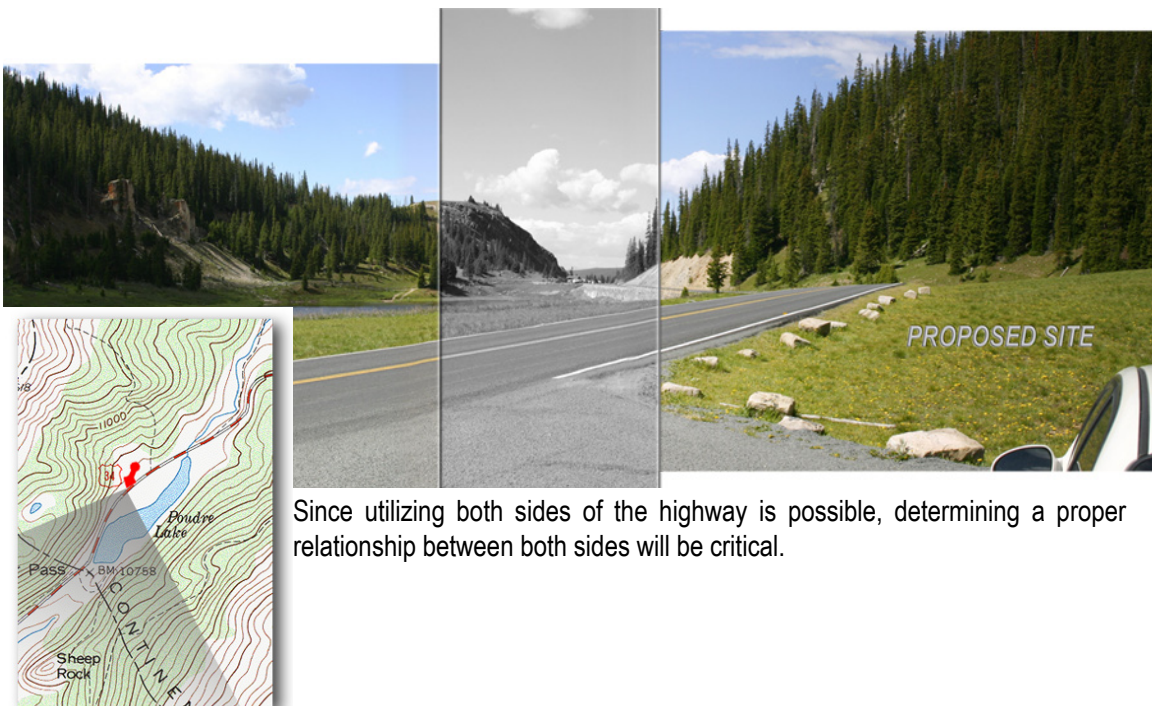 PROPOSED SITE
Since utilizing both sides of the highway is possible, determining a proper
relationship between both sides will be critical.
11000
34
Poudre
Lake
Pass
BM 10758
CONTINEN
Sheep
Rock